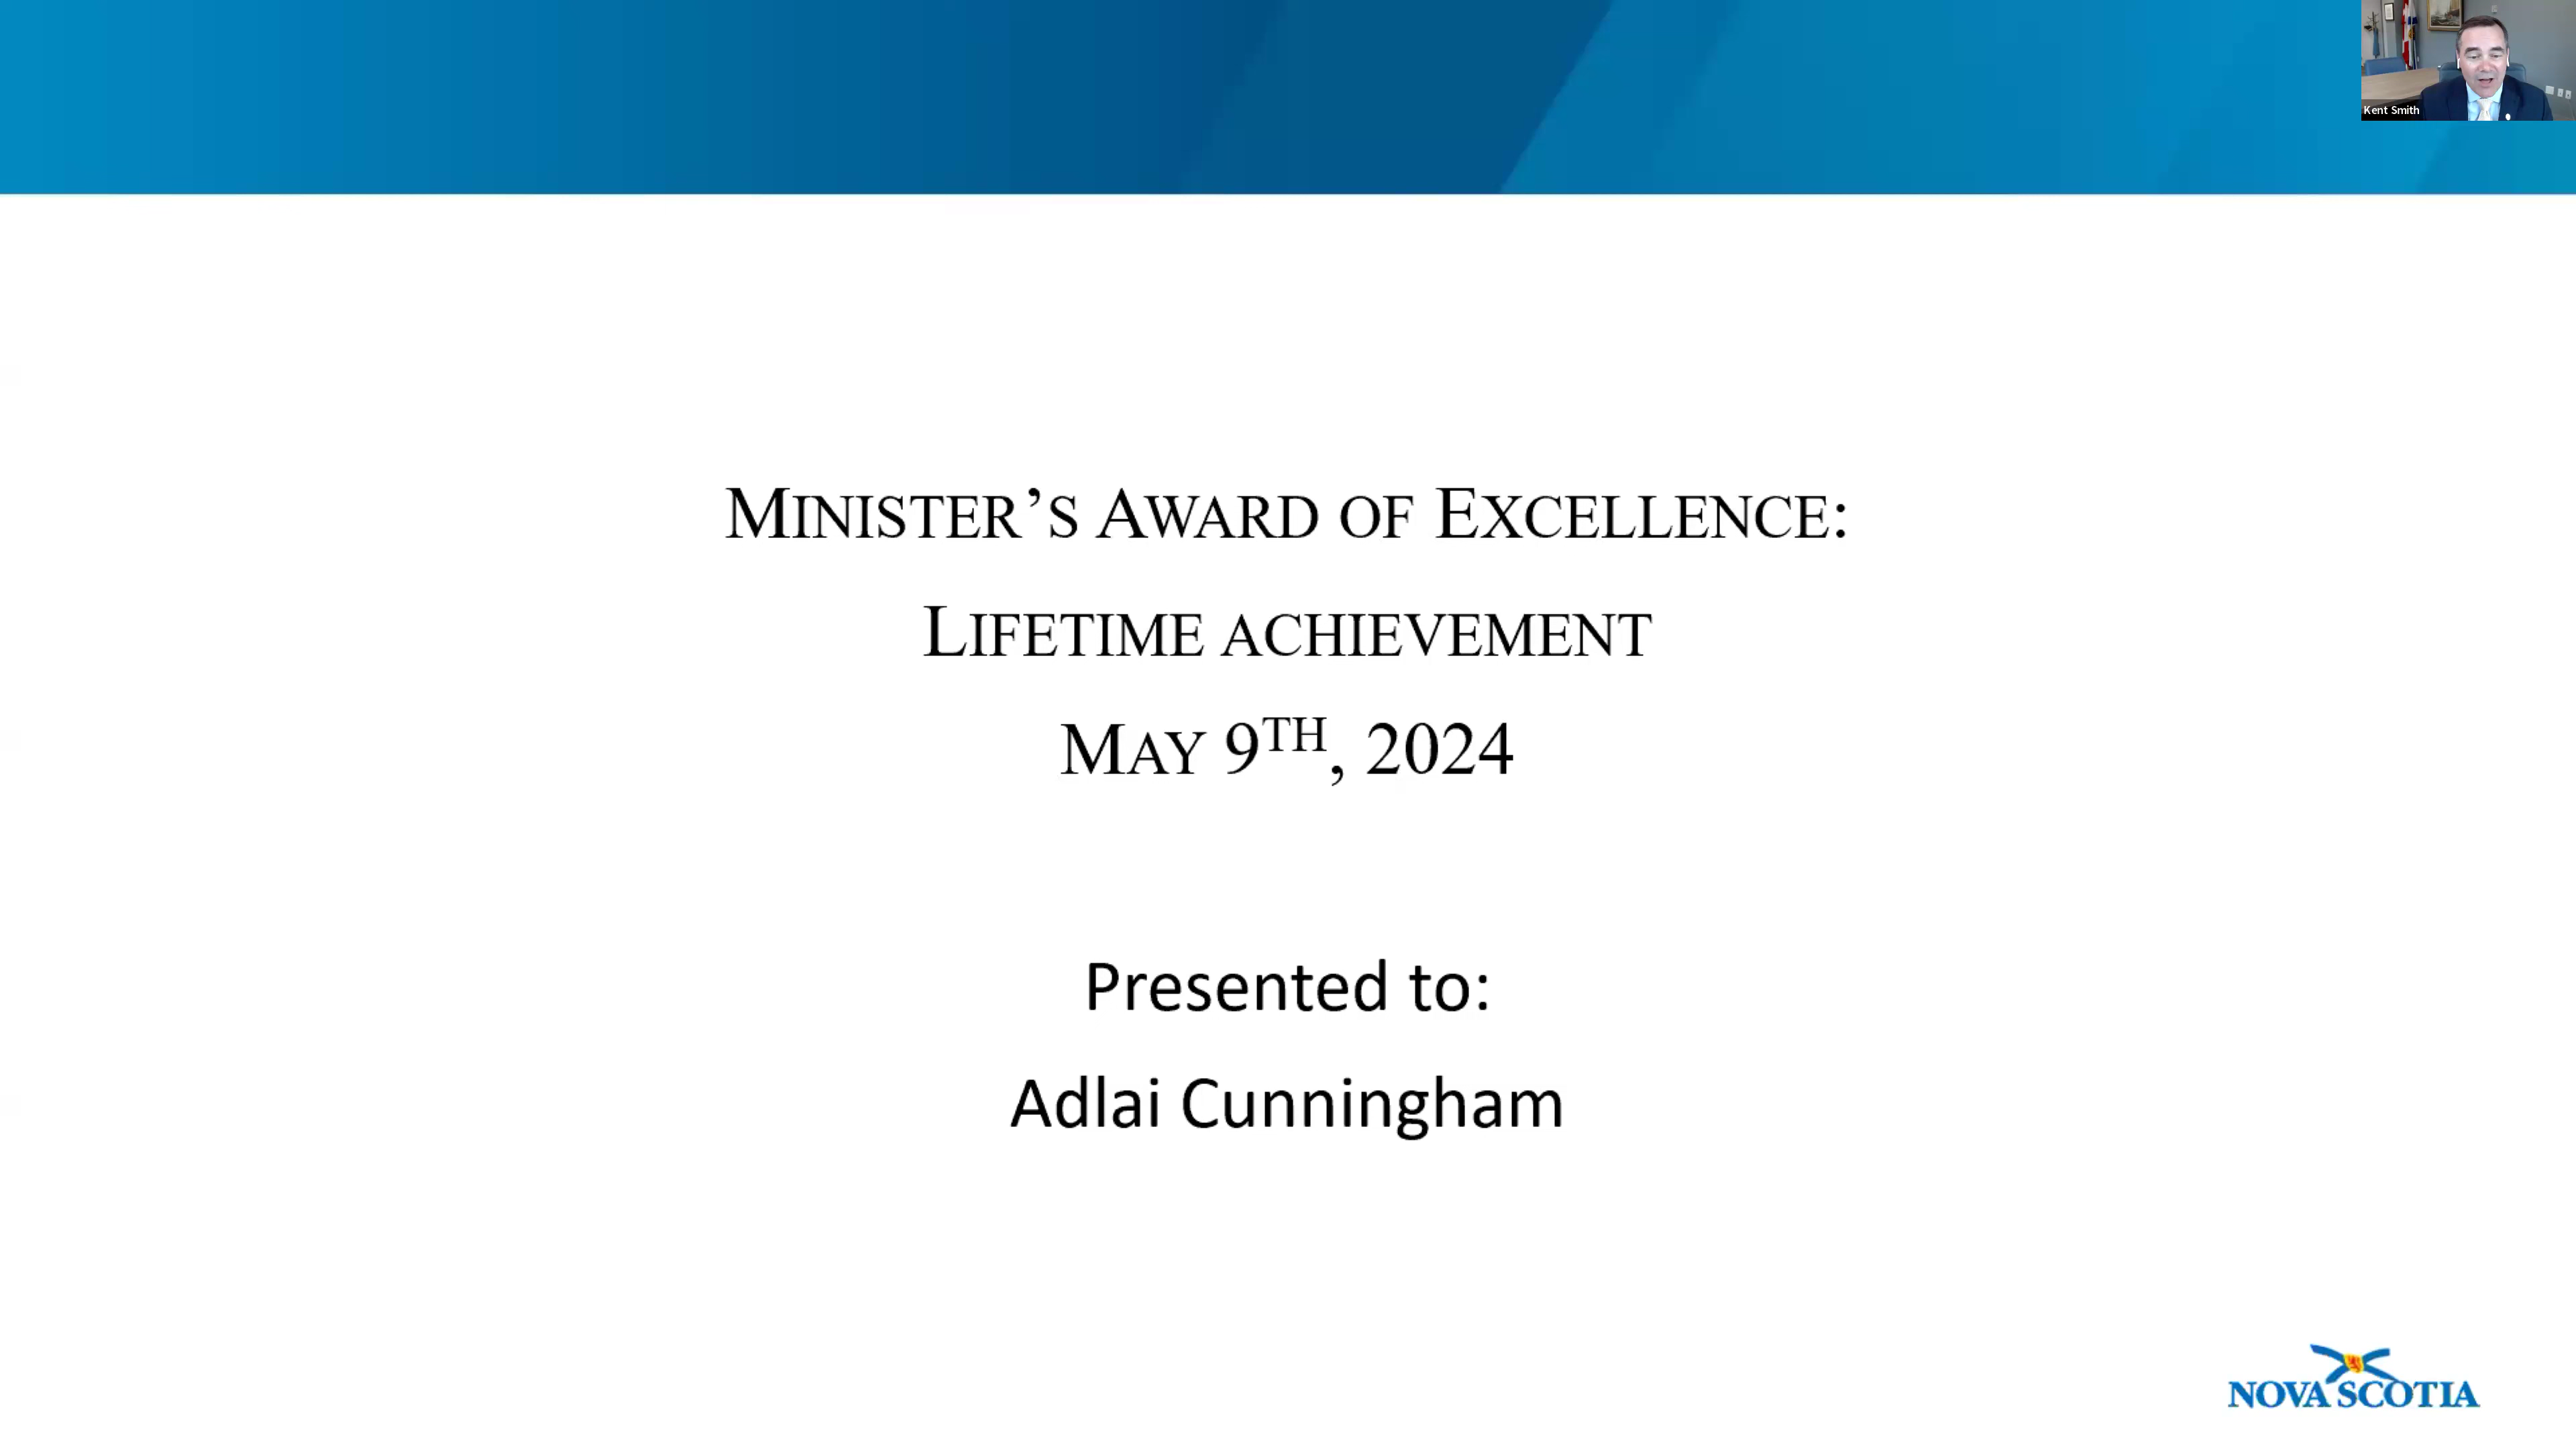 Kent Smith
Minister’s Award of Excellence:
Lifetime achievement
May 9th, 2024
Presented to:
Adlai Cunningham
NOVA SCOTIA